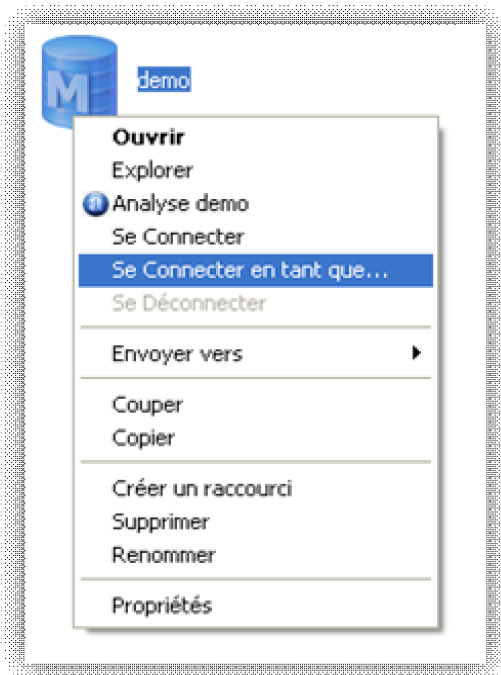 M
demo
Ouvrir
Explorer
a Analyse demo
Se Connecter
Se Connecter en tant que...
Se Déconnecter
Envoyer vers
Couper
Copier
Créer un raccourci
Supprimer
Renommer
Propriétés